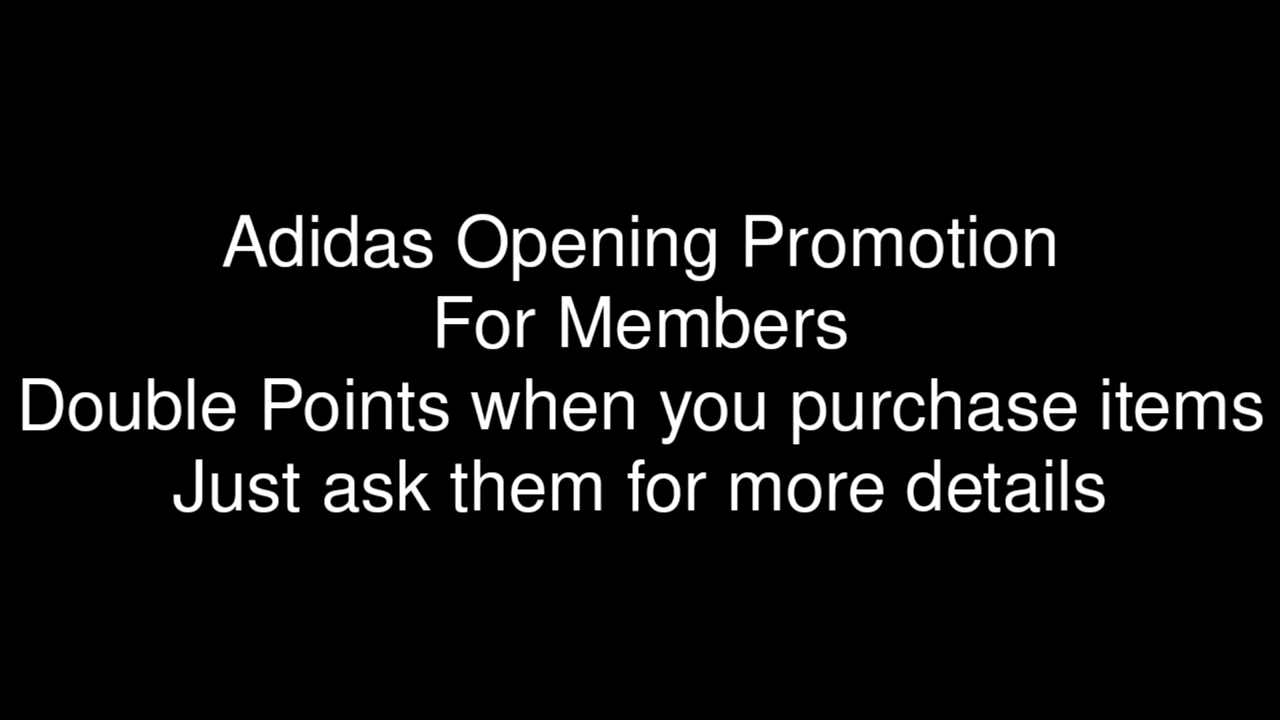 Adidas Opening Promotion
For Members
Double Points when you purchase items
Just ask them for more details